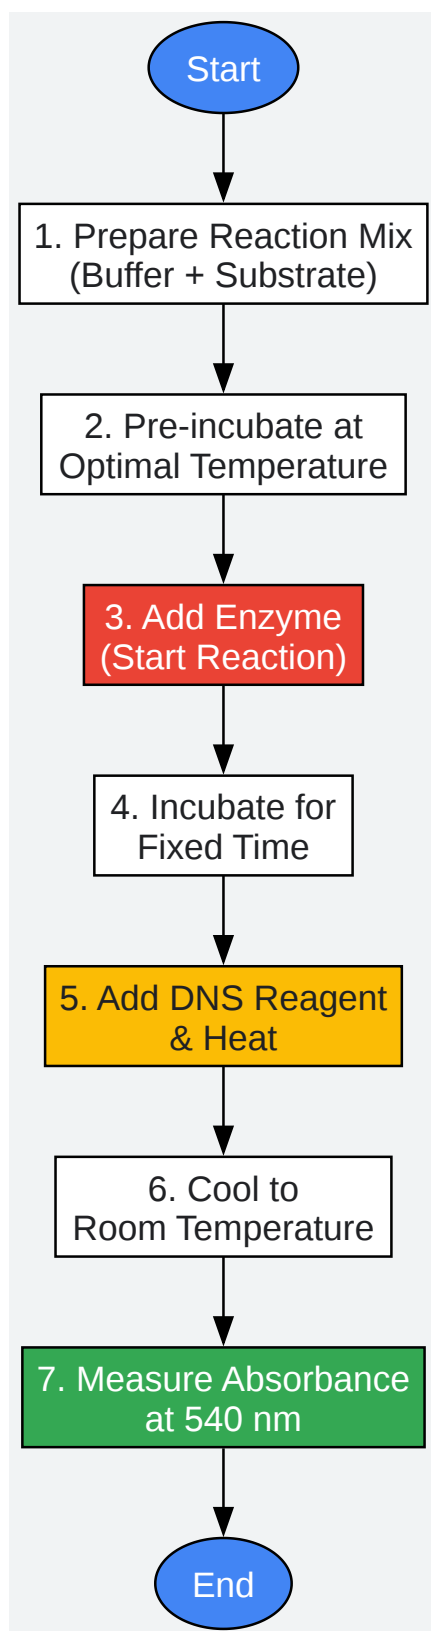 Start
1. Prepare Reaction Mix
(Buffer + Substrate)
2. Pre-incubate at
Optimal Temperature
3. Add Enzyme
(Start Reaction)
4. Incubate for
Fixed Time
5. Add DNS Reagent
& Heat
6. Cool to
Room Temperature
7. Measure Absorbance
at 540 nm
End